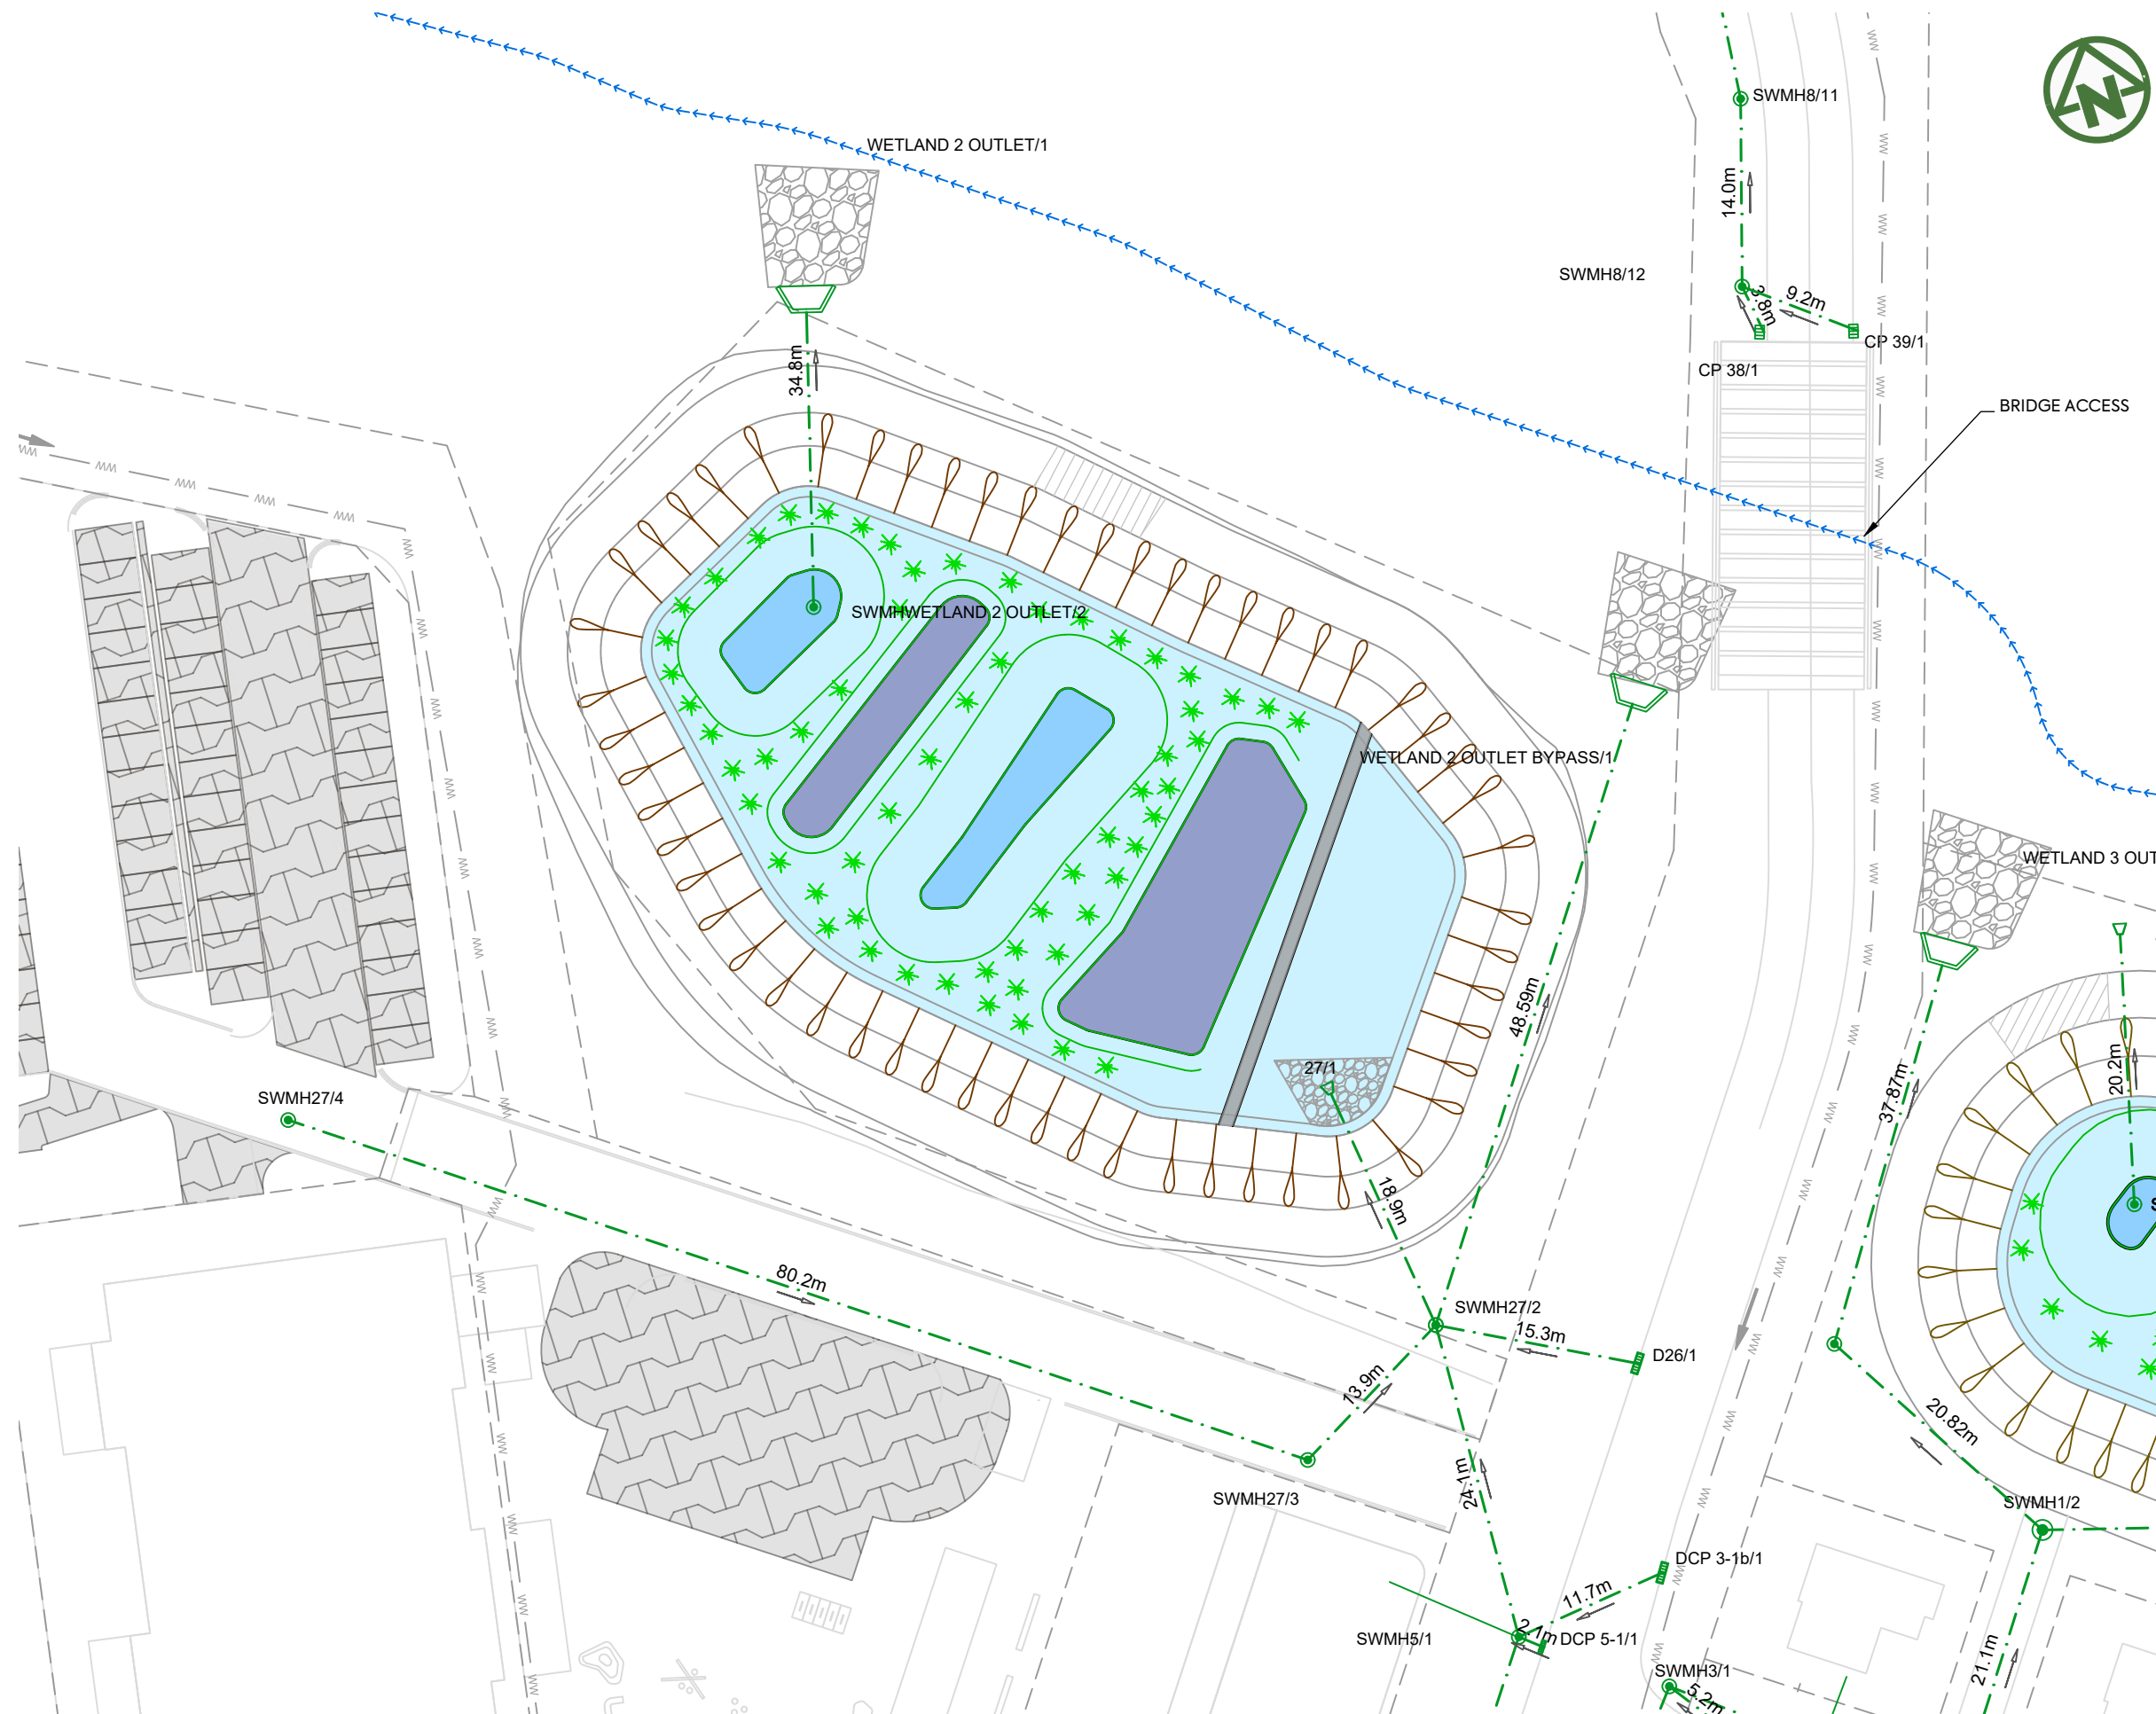 SWMH8/11
N
WETLAND 2 OUTLET/1
14.0m
SWMH8/12
3.8m
9.2m
CP 39/1
34.8m
CP 38/1
BRIDGE ACCESS
SWMHWETLAND 2 OUTLET/2
WETLAND 2 OUTLET BYPASS/1
WETLAND 3 OUT
48.59m
27/1
20.2m
37.87m
SWMH27/4
18.9m
S
80.2m
SWMH27/2
15.3m
D26/1
13.9m
20.82m
24.1m
SWMH27/3
SWMH1/2
DCP 3-1b/1
11.7m
2.1m
SWMH5/1
DCP 5-1/1
21.1m
SWMH3/1
5.2m